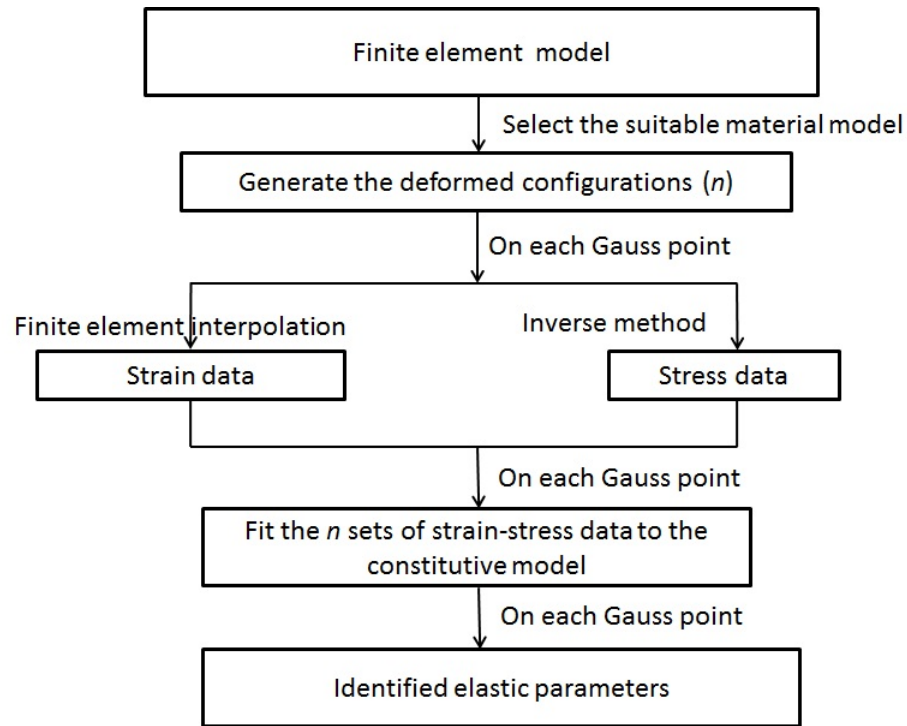 Finite element model
Select the suitable material model
Generate the deformed configurations (n)
On each Gauss point
Finite element interpolation
Inverse method
Strain data
Stress data
On each Gauss point
Fit the n sets of strain-stress data to the
constitutive model
On each Gauss point
Identified elastic parameters